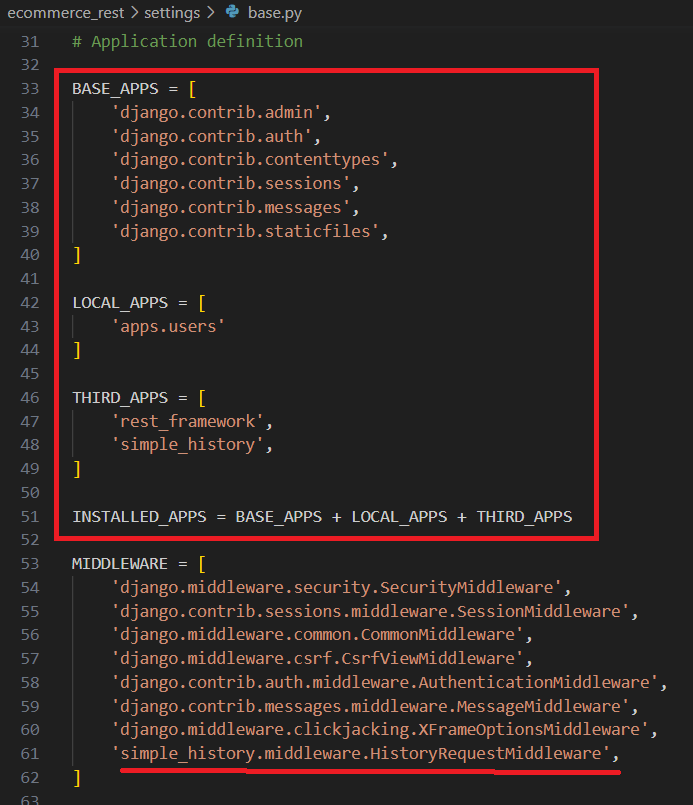 ecommerce_rest > settings > base.py
31 # Application definition
32
33 BASE_APPS = [
34     'django.contrib.admin',
35     'django.contrib.auth',
36     'django.contrib.contenttypes',
37     'django.contrib.sessions',
38     'django.contrib.messages',
39     'django.contrib.staticfiles',
40 ]
41
42 LOCAL_APPS = [
43     'apps.users'
44 ]
45
46 THIRD_APPS = [
47     'rest_framework',
48     'simple_history',
49 ]
50
51 INSTALLED_APPS = BASE_APPS + LOCAL_APPS + THIRD_APPS
52
53 MIDDLEWARE = [
54     'django.middleware.security.SecurityMiddleware',
55     'django.contrib.sessions.middleware.SessionMiddleware',
56     'django.middleware.common.CommonMiddleware',
57     'django.middleware.csrf.CsrfViewMiddleware',
58     'django.contrib.auth.middleware.AuthenticationMiddleware',
59     'django.contrib.messages.middleware.MessageMiddleware',
60     'django.middleware.clickjacking.XFrameOptionsMiddleware',
61     'simple_history.middleware.HistoryRequestMiddleware',
62 ]
63